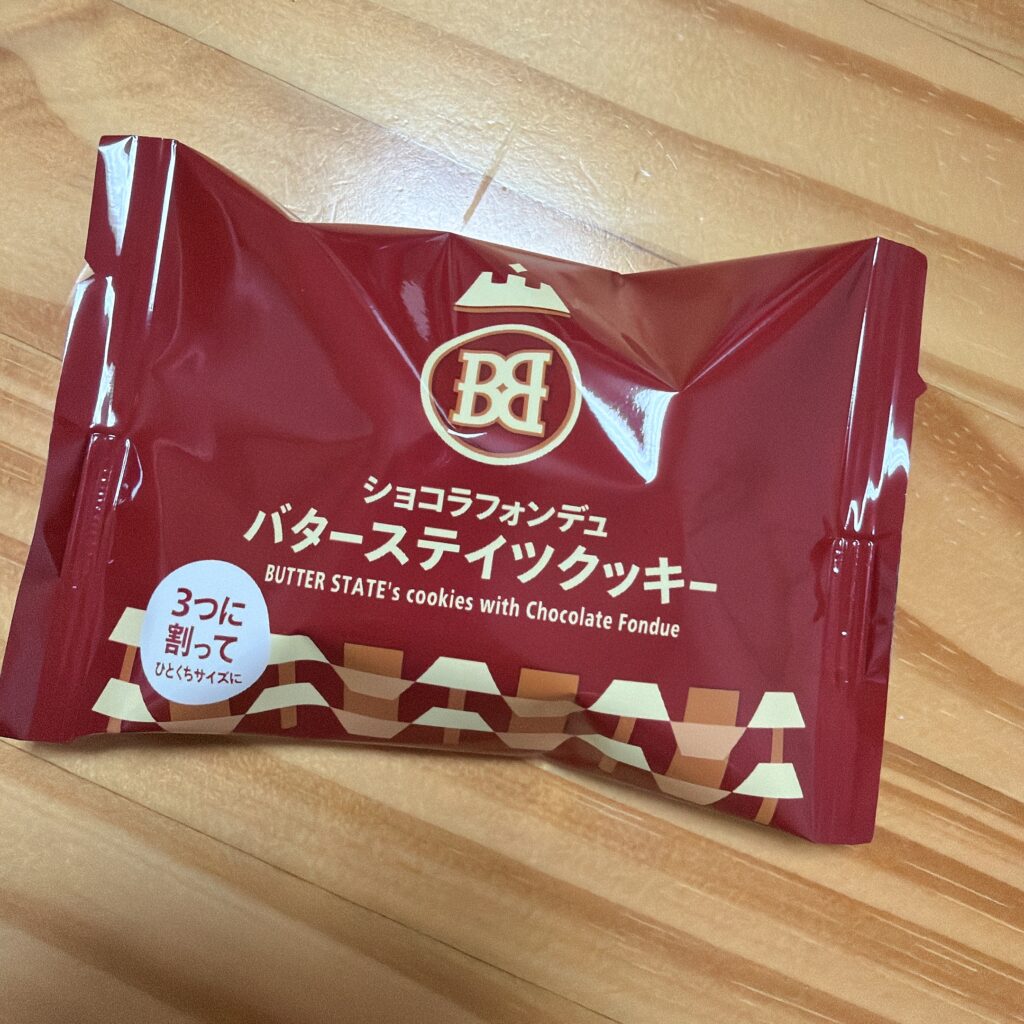 BB
ショコラフォンデュ
バターステイツクッキー
BUTTER STATE's cookies with Chocolate Fondue
3つに
割って
ひとくちサイズに